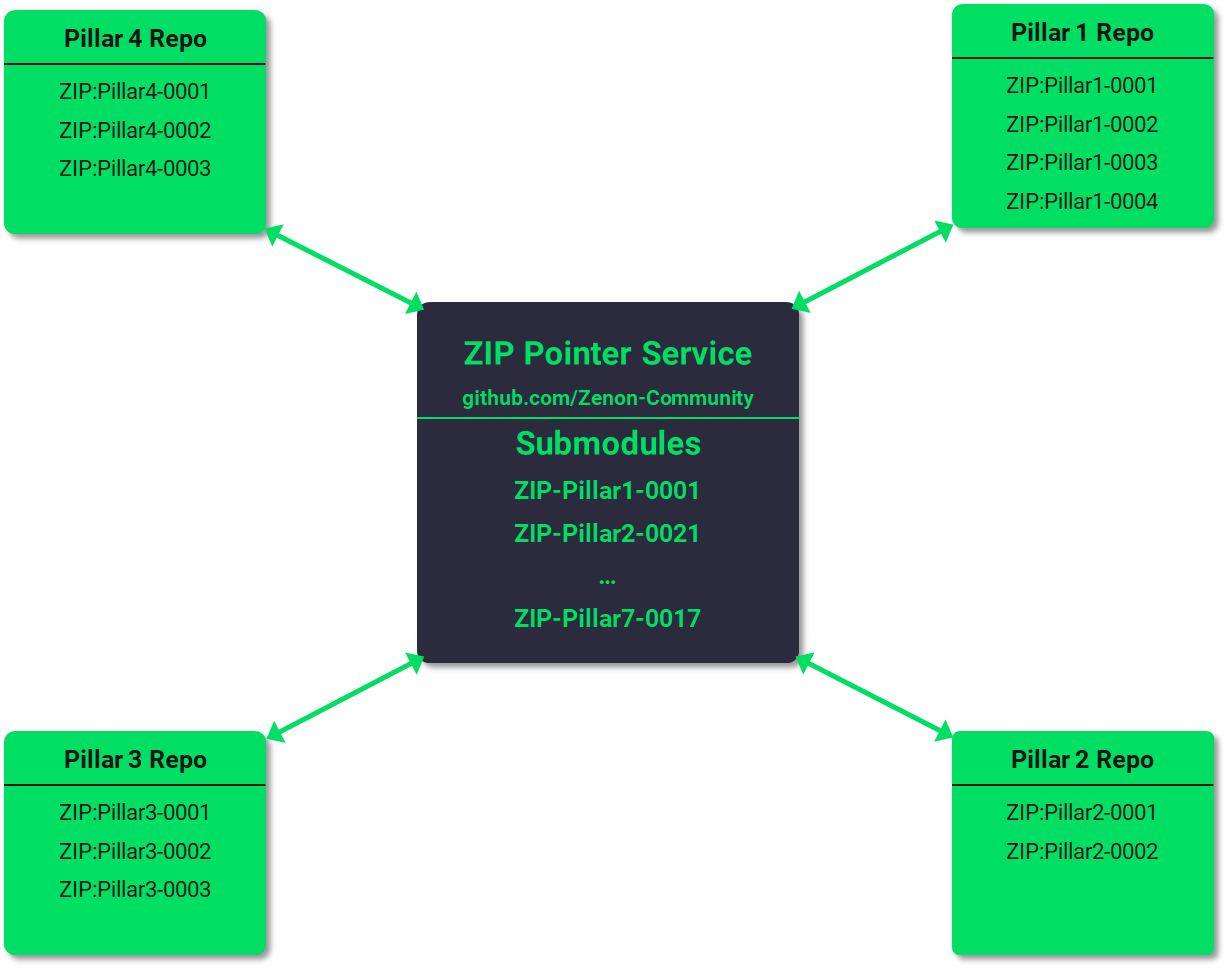 Pillar 4 Repo
ZIP:Pillar4-0001
ZIP:Pillar4-0002
ZIP:Pillar4-0003
Pillar 1 Repo
ZIP:Pillar1-0001
ZIP:Pillar1-0002
ZIP:Pillar1-0003
ZIP:Pillar1-0004
ZIP Pointer Service
github.com/Zenon-Community
Submodules
ZIP-Pillar1-0001
ZIP-Pillar2-0021
...
ZIP-Pillar7-0017
Pillar 3 Repo
ZIP:Pillar3-0001
ZIP:Pillar3-0002
ZIP:Pillar3-0003
Pillar 2 Repo
ZIP:Pillar2-0001
ZIP:Pillar2-0002